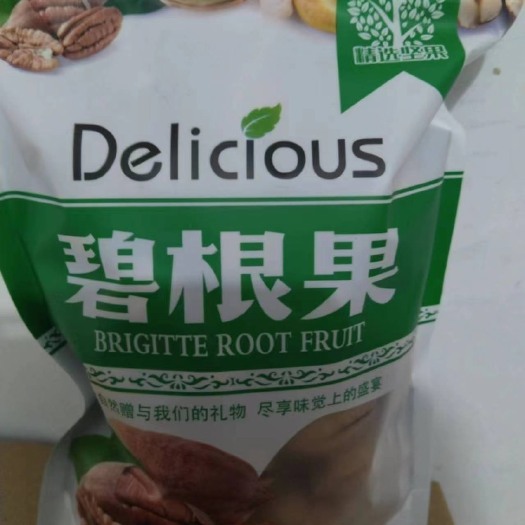 精选坚果
Delicious
碧根果
BRIGITTE ROOT FRUIT
自然赠与我们的礼物 尽享味觉上的盛宴